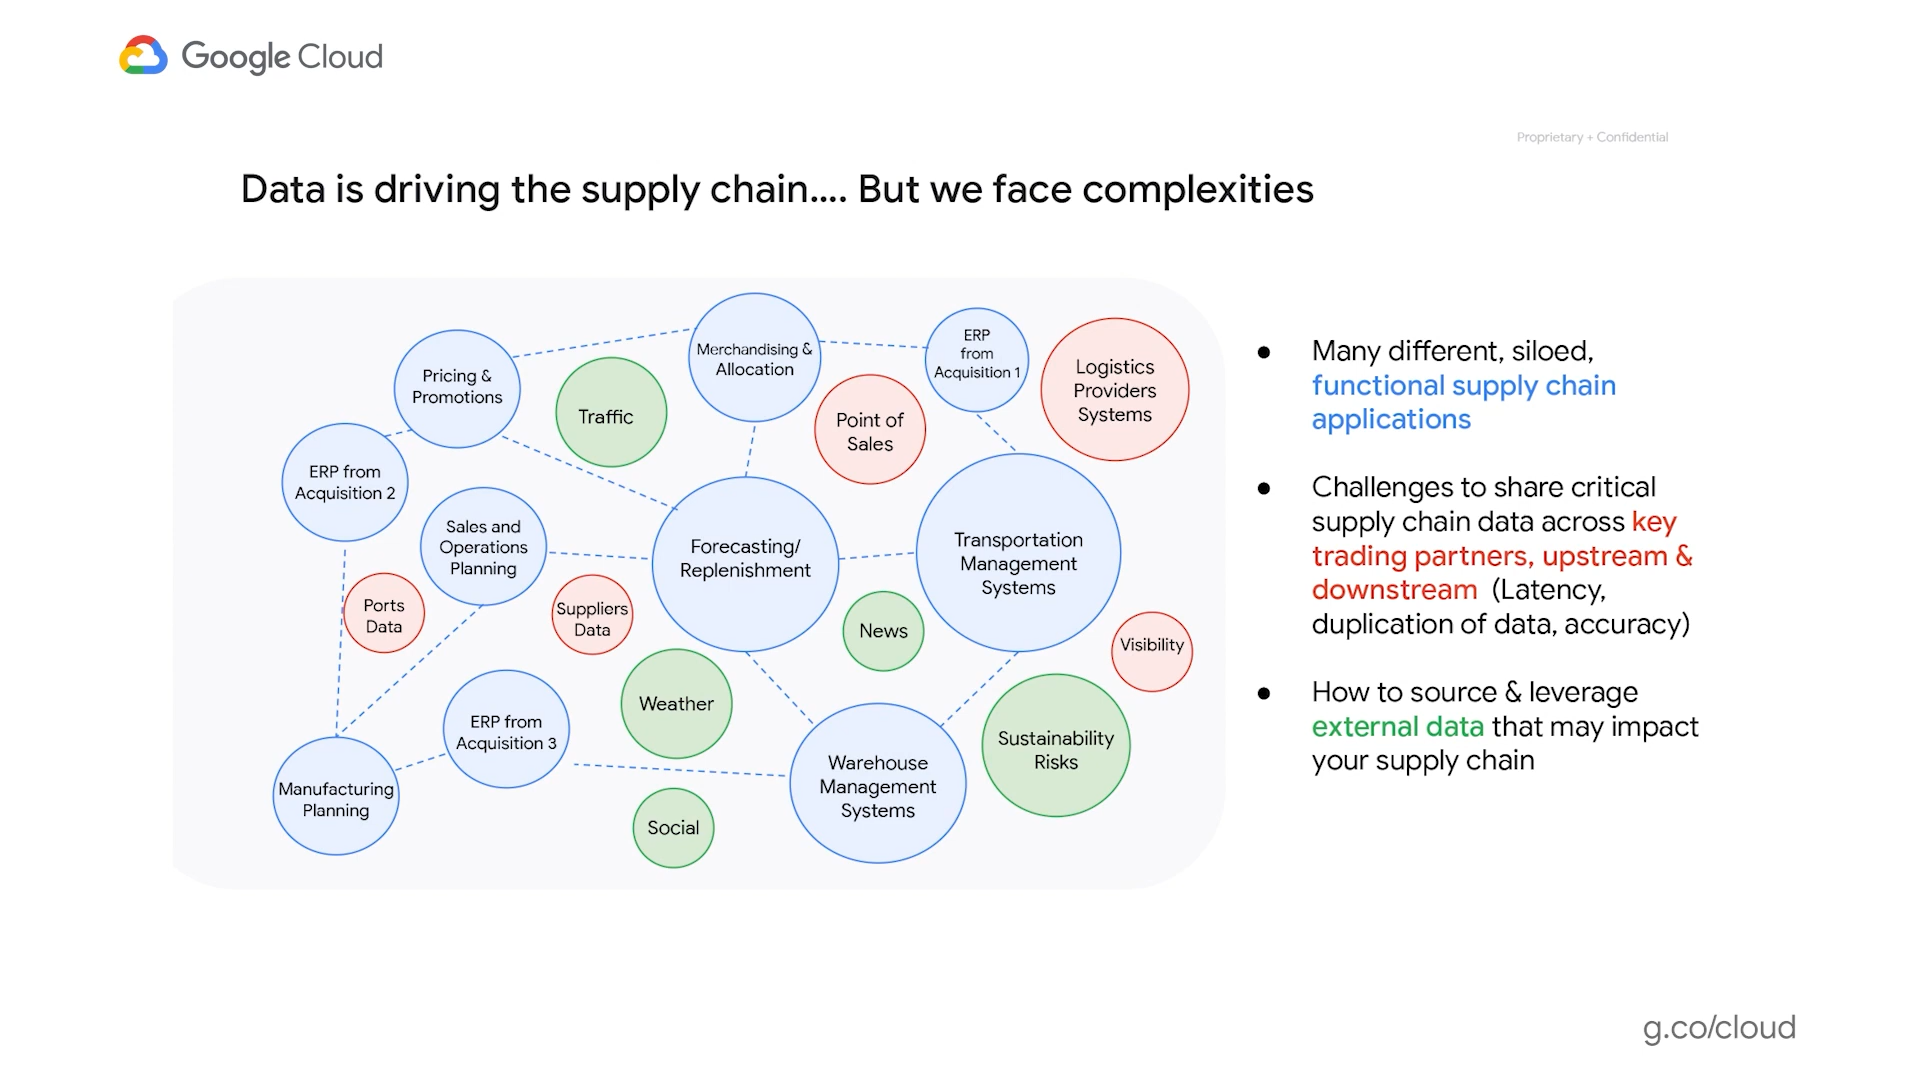 Google Cloud
Proprietary + Confidential
Data is driving the supply chain.... But we face complexities
Pricing &
Promotions
Merchandising &
Allocation
ERP
from
Acquisition 1
Logistics
Providers
Systems
Traffic
Point of
Sales
ERP from
Acquisition 2
Sales and
Operations
Planning
Forecasting/
Replenishment
Transportation
Management
Systems
Ports
Data
Suppliers
Data
News
Visibility
Weather
ERP from
Acquisition 3
Sustainability
Risks
Manufacturing
Planning
Warehouse
Management
Systems
Social
● Many different, siloed,
functional supply chain
applications
● Challenges to share critical
supply chain data across key
trading partners, upstream &
downstream (Latency,
duplication of data, accuracy)
● How to source & leverage
external data that may impact
your supply chain
g.co/cloud